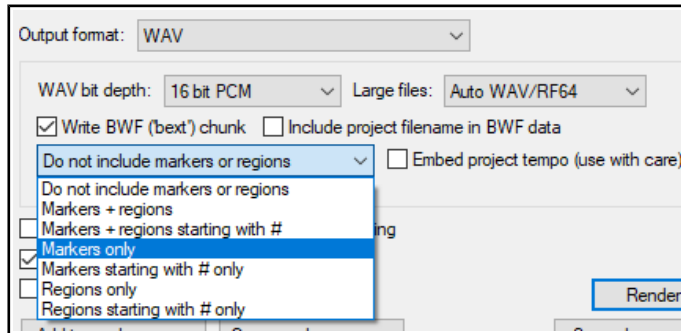 Output format: WAV
WAV bit depth: 16 bit PCM Large files: Auto WAV/RF64
Write BWF ('bext') chunk Include project filename in BWF data
Do not include markers or regions Embed project tempo (use with care)
Do not include markers or regions
Markers + regions
Markers + regions starting with #
Markers only
Markers starting with # only
Regions only
Render
Regions starting with # only